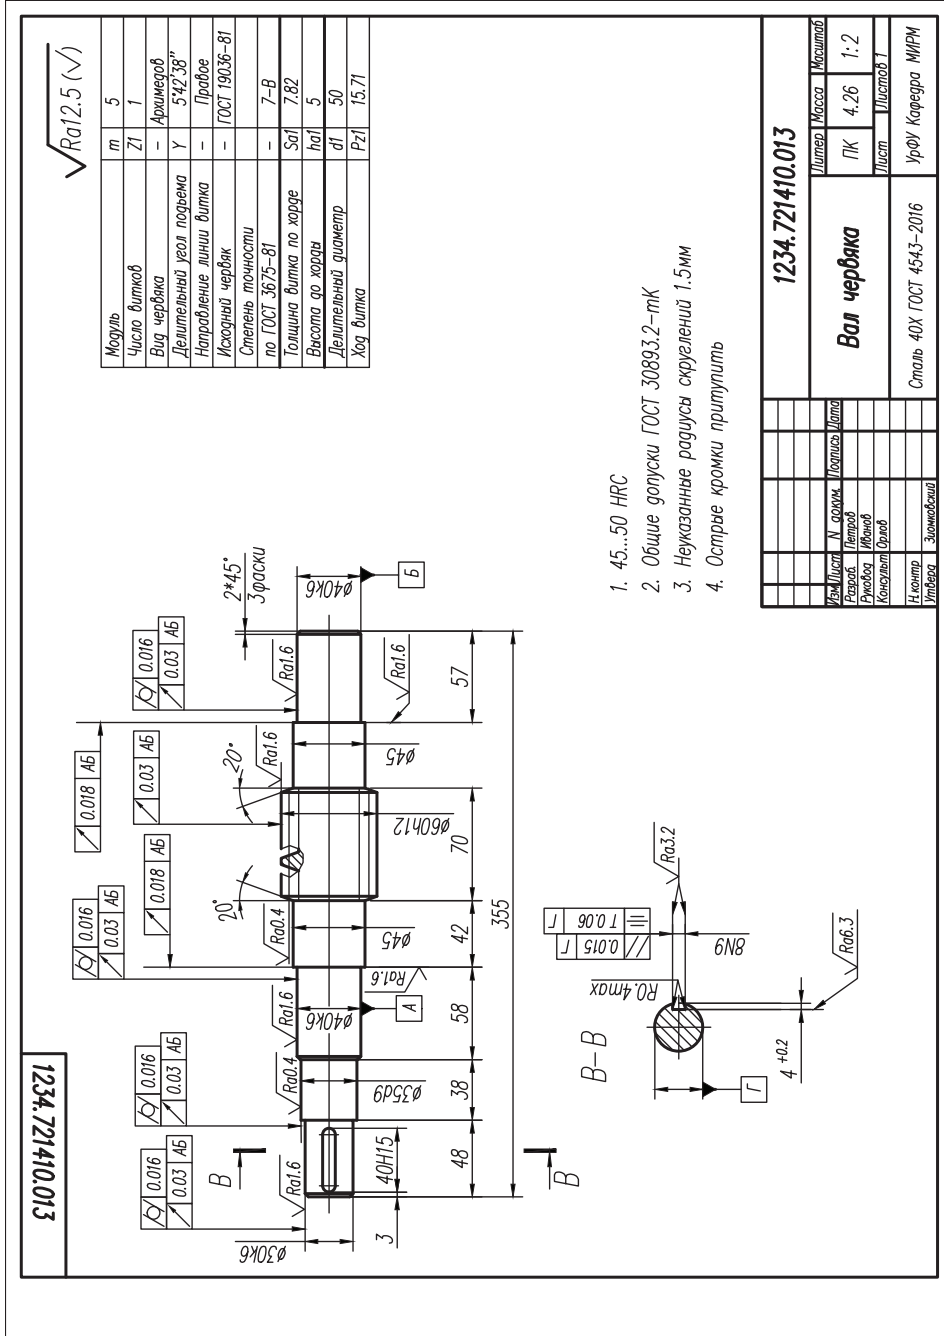 1234.721410.013
Ra12.5 (√)
Модуль m 5
Число витков Z1 1
Вид червяка – Архимедов
Делительный угол подъема Y 5°42'38"
Направление линии витка – Правое
Исходный червяк – ГОСТ 19036-81
Степень точности
по ГОСТ 3675-81 – 7-В
Толщина витка по хорде Sa1 7.82
Высота до хорды ha1 5
Делительный диаметр d1 50
Ход витка Pz1 15.71
0.018 АБ
0.016
0.03 АБ
0.016
0.03 АБ
0.03 АБ
0.016
0.03 АБ
0.018 АБ
0.016
0.03 АБ
В
20°
20°
2*45°
3фаски
Ra1.6
Ra0.4
Ra1.6
Ra0.4
Ra1.6
Ra1.6
ø30k6
ø35d9
ø40k6
ø45
ø60h12
ø45
ø40k6
А
Б
Ra1.6
Ra1.6
40H15
3
48
38
58
42
70
57
355
В
В–В
Г
R0.4max
0.015 Г
Т 0.06 Г
8N9
Ra3.2
4 +0.2
Ra6.3
1. 45...50 HRC
2. Общие допуски ГОСТ 30893.2-mK
3. Неуказанные радиусы скруглений 1.5мм
4. Острые кромки притупить
1234.721410.013
Изм Лист N докум. Подпись Дата
Разраб. Петров
Руковод Иванов
Консульт Орлов
Н.контр
Утверд Зиомковский
Вал червяка
Литер Масса Масштаб
ПК 4.26 1:2
Лист Листов 1
Сталь 40Х ГОСТ 4543-2016
УрФУ Кафедра МИРМ